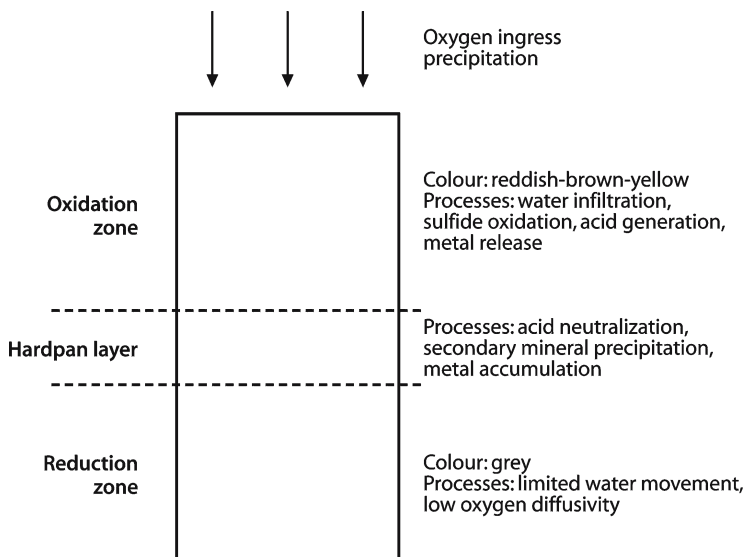 Oxygen ingress
precipitation
Oxidation
zone
Colour: reddish-brown-yellow
Processes: water infiltration,
sulfide oxidation, acid generation,
metal release
Hardpan layer
Processes: acid neutralization,
secondary mineral precipitation,
metal accumulation
Reduction
zone
Colour: grey
Processes: limited water movement,
low oxygen diffusivity